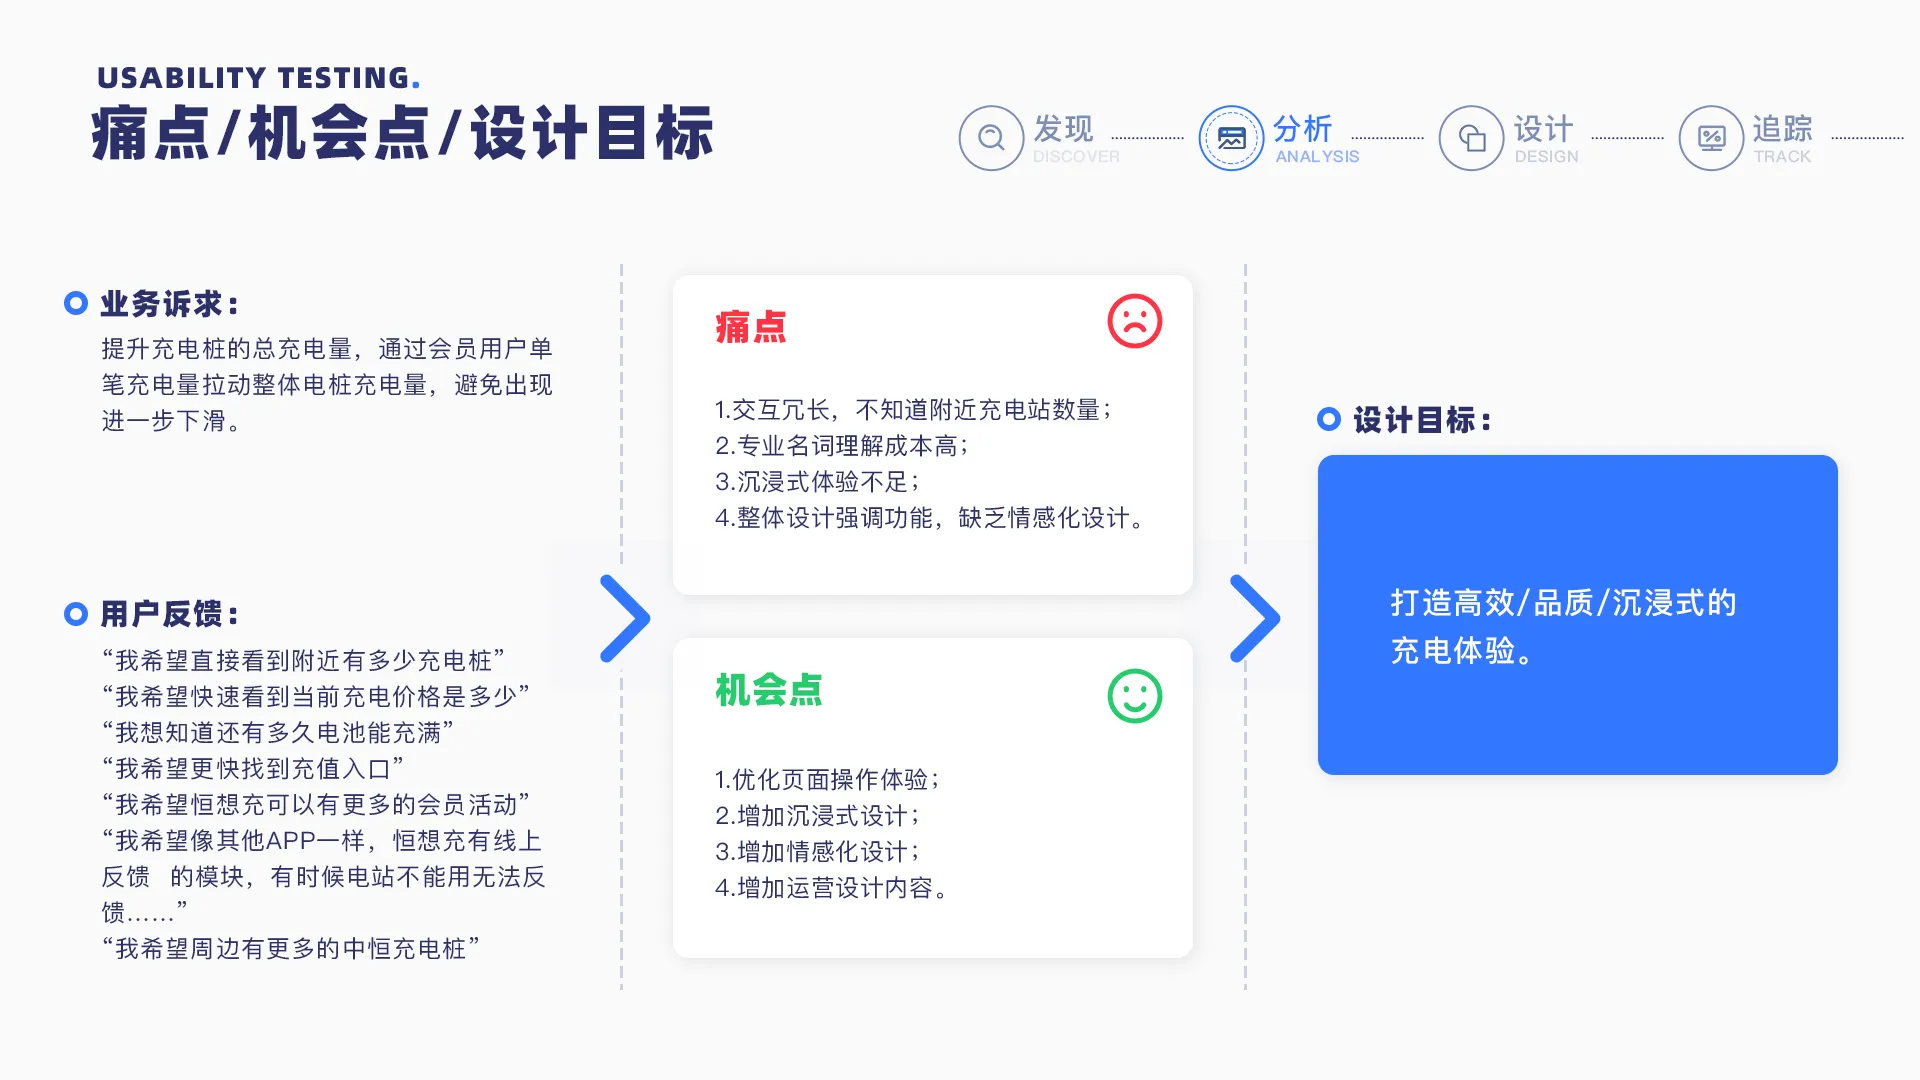 USABILITY TESTING.
痛点/机会点/设计目标
发现
DISCOVER
分析
ANALYSIS
设计
DESIGN
追踪
TRACK
业务诉求：
提升充电桩的总充电量，通过会员用户单
笔充电量拉动整体电桩充电量，避免出现
进一步下滑。
用户反馈：
“我希望直接看到附近有多少充电桩”
“我希望快速看到当前充电价格是多少”
“我想知道还有多久电池能充满”
“我希望更快找到充值入口”
“我希望恒想充可以有更多的会员活动”
“我希望像其他APP一样，恒想充有线上
反馈 的模块，有时候电站不能用无法反
馈……”
“我希望周边有更多的中恒充电桩”
痛点
1.交互冗长，不知道附近充电站数量；
2.专业名词理解成本高；
3.沉浸式体验不足；
4.整体设计强调功能，缺乏情感化设计。
机会点
1.优化页面操作体验；
2.增加沉浸式设计；
3.增加情感化设计；
4.增加运营设计内容。
设计目标：
打造高效/品质/沉浸式的
充电体验。